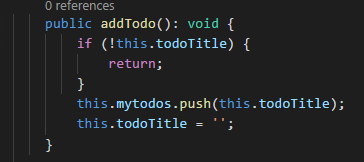 0 references
public addTodo(): void {
if (!this.todoTitle) {
return;
}
this.mytodos.push(this.todoTitle);
this.todoTitle = '';
}